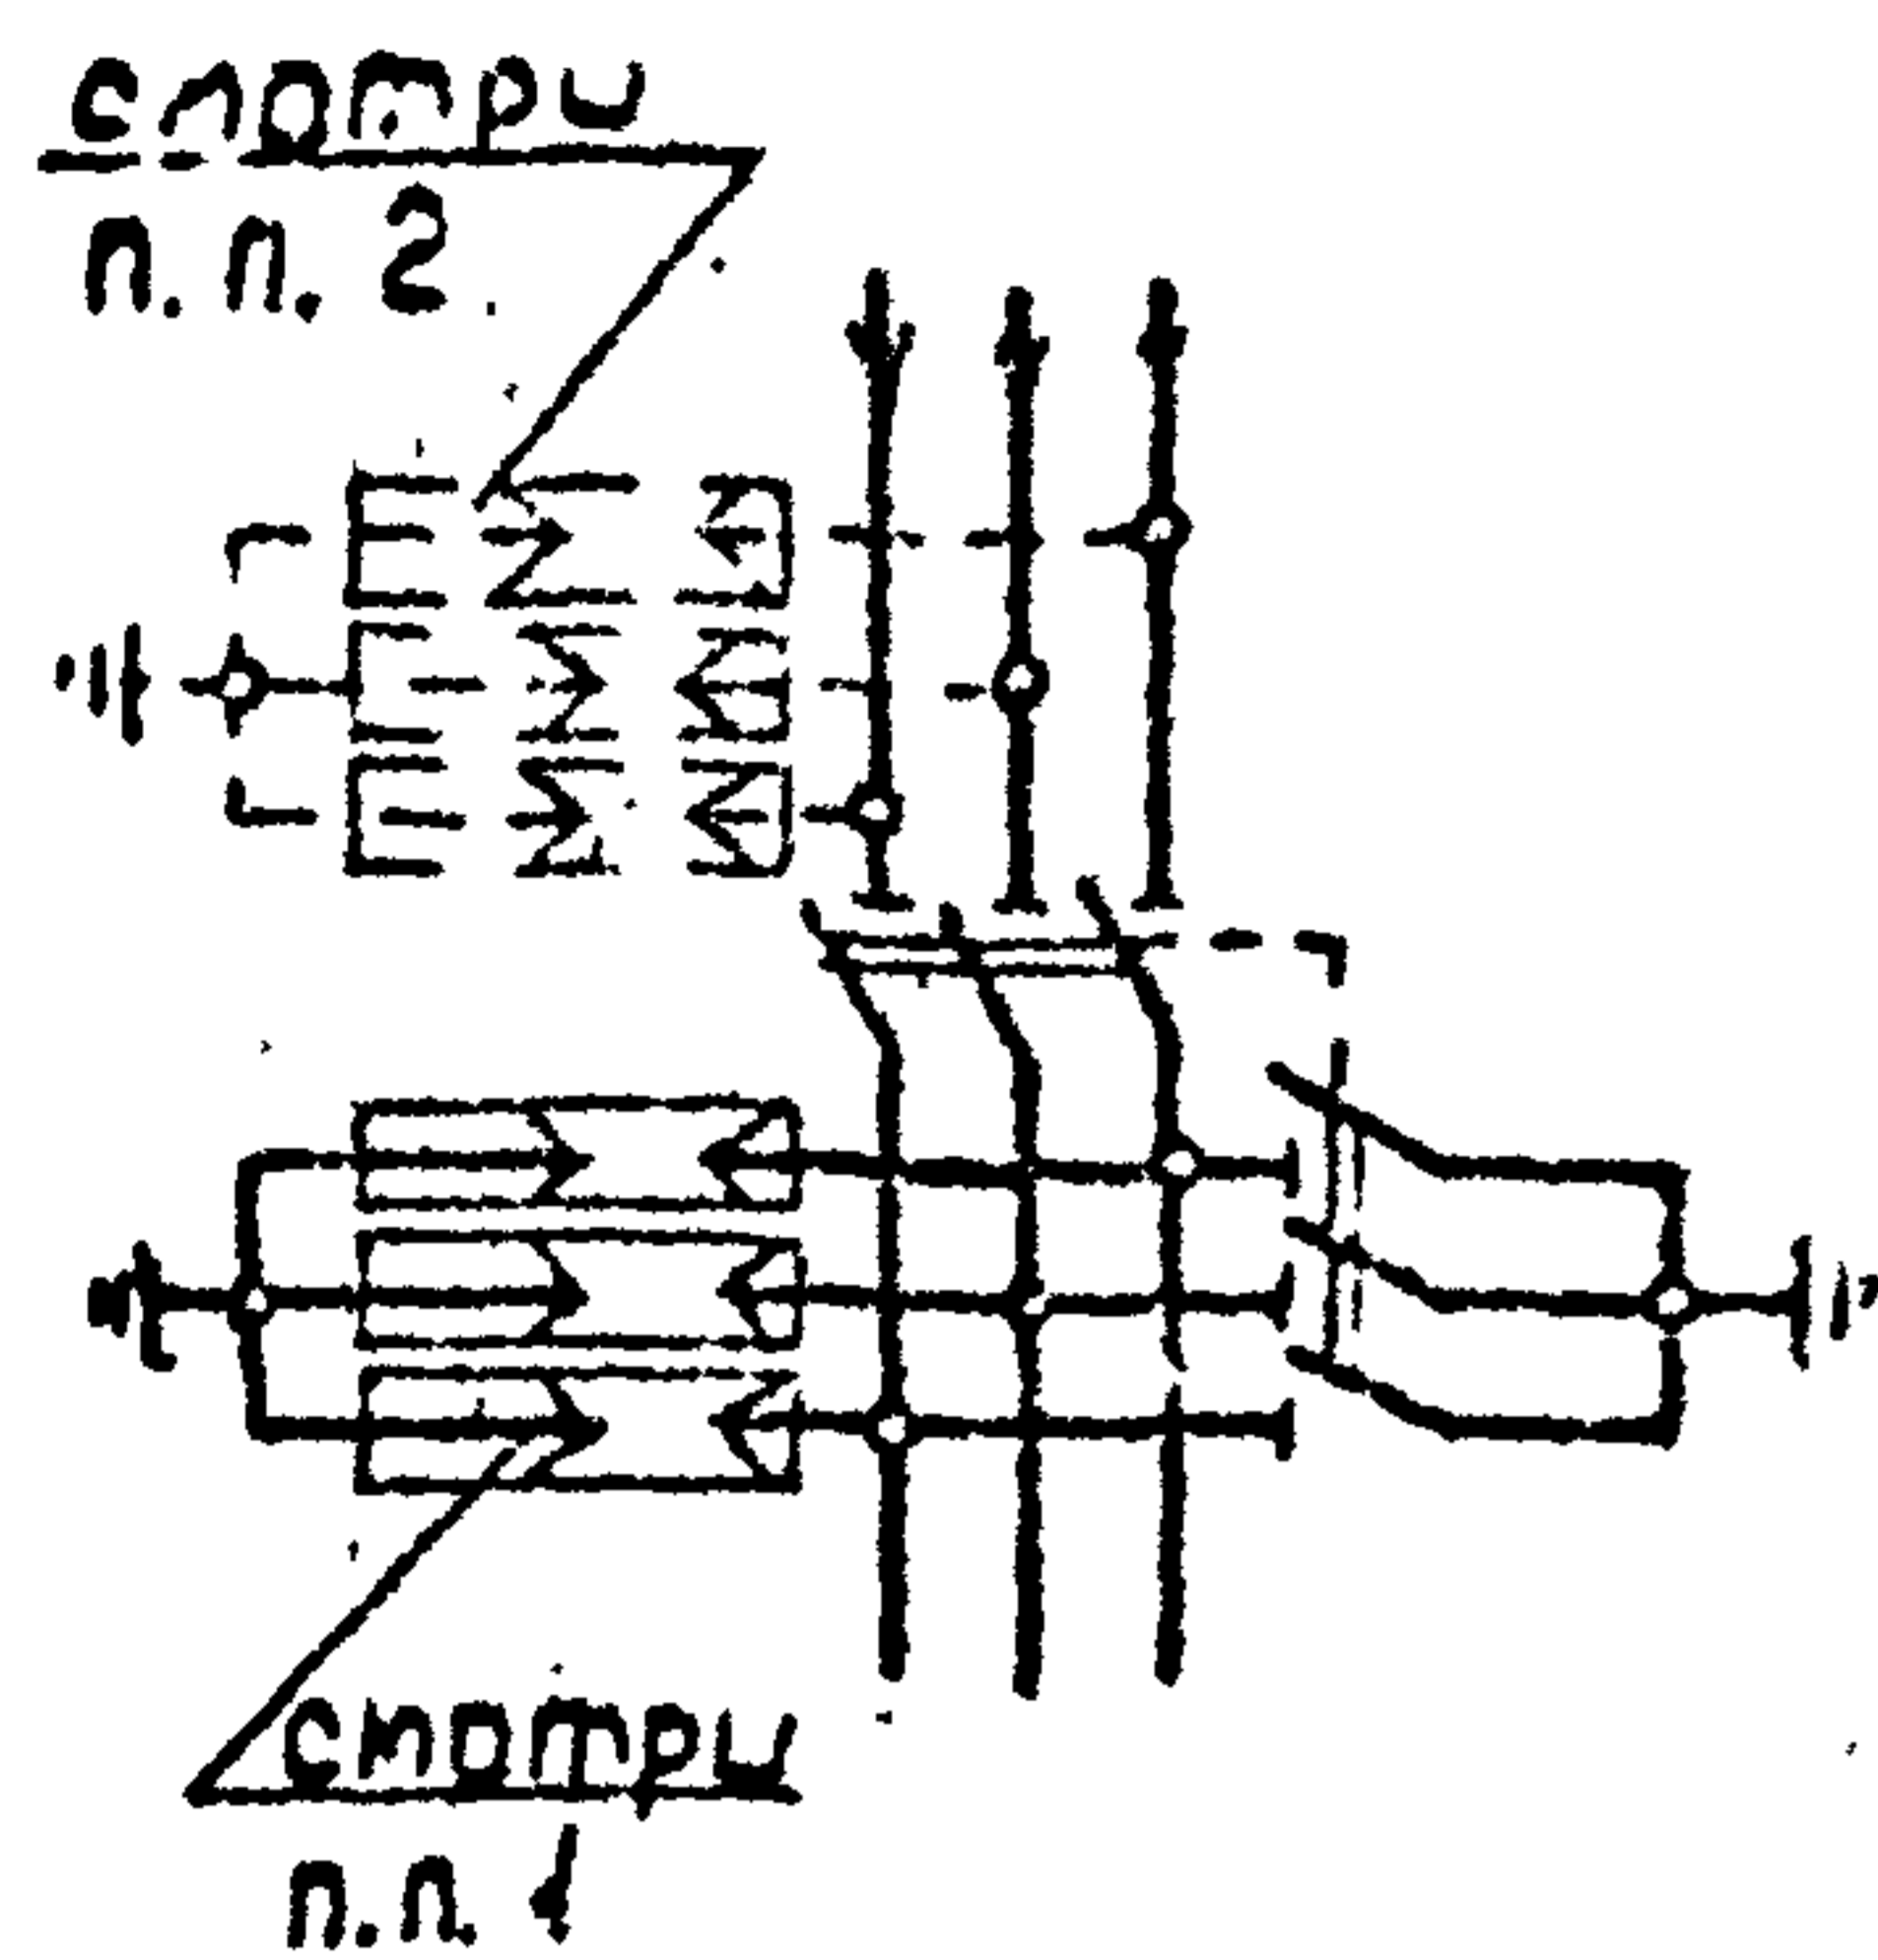 смотри
п. п. 2.
смотри
п. п. 1